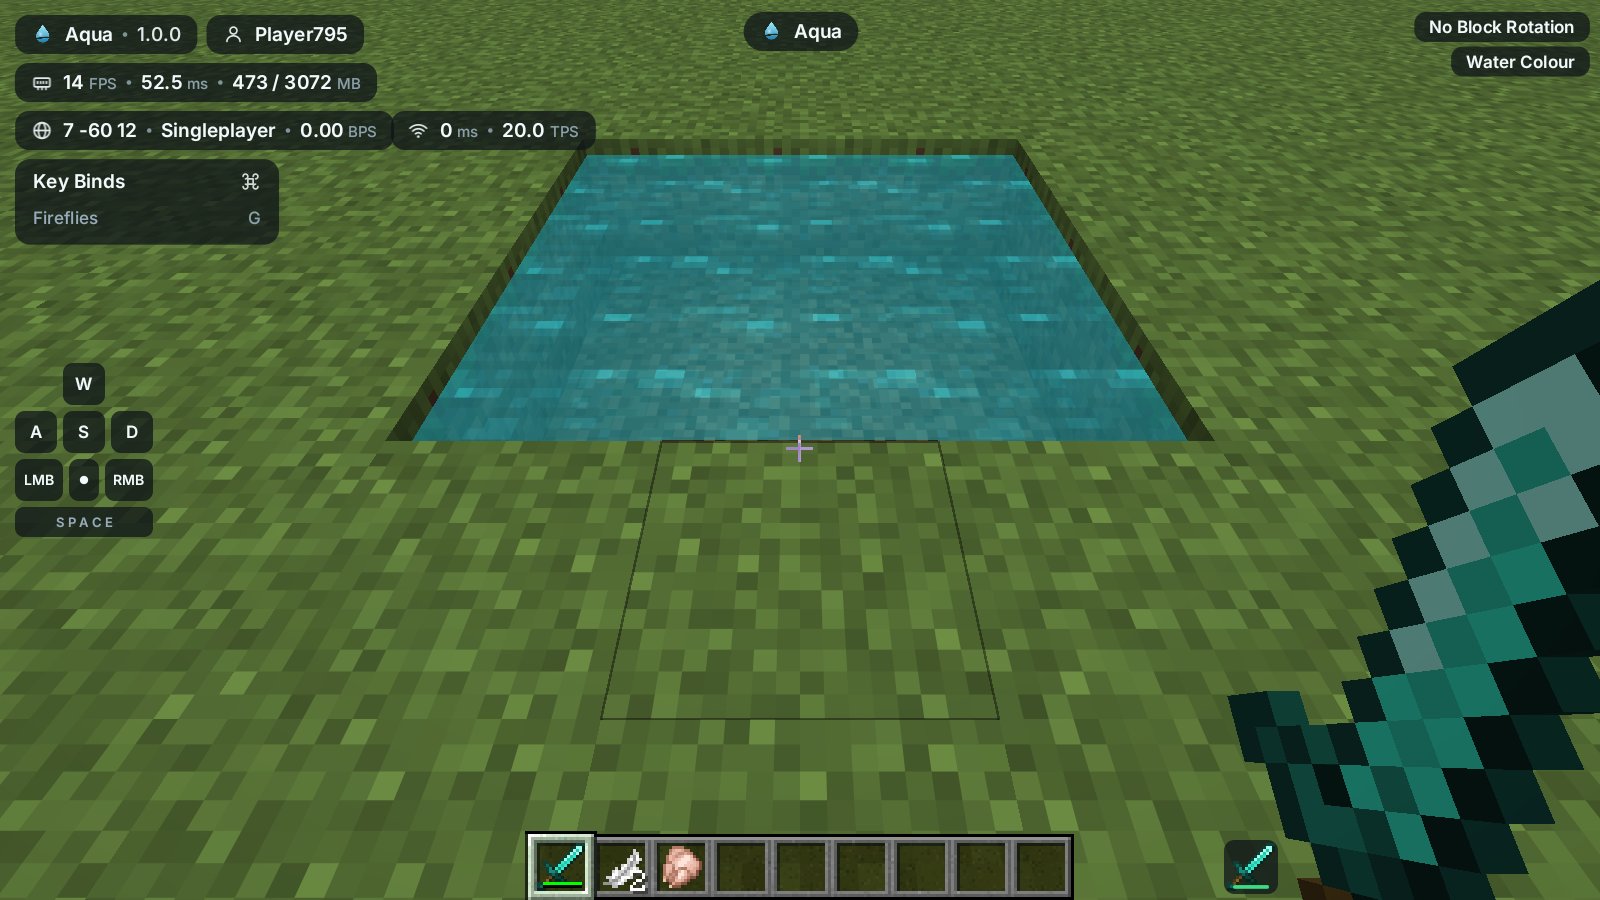 Aqua • 1.0.0
Player795
Aqua
No Block Rotation
Water Colour
14 FPS • 52.5 ms • 473 / 3072 MB
7 -60 12 • Singleplayer • 0.00 BPS
0 ms • 20.0 TPS
Key Binds ⌘
Fireflies G
W
A S D
LMB • RMB
SPACE
2